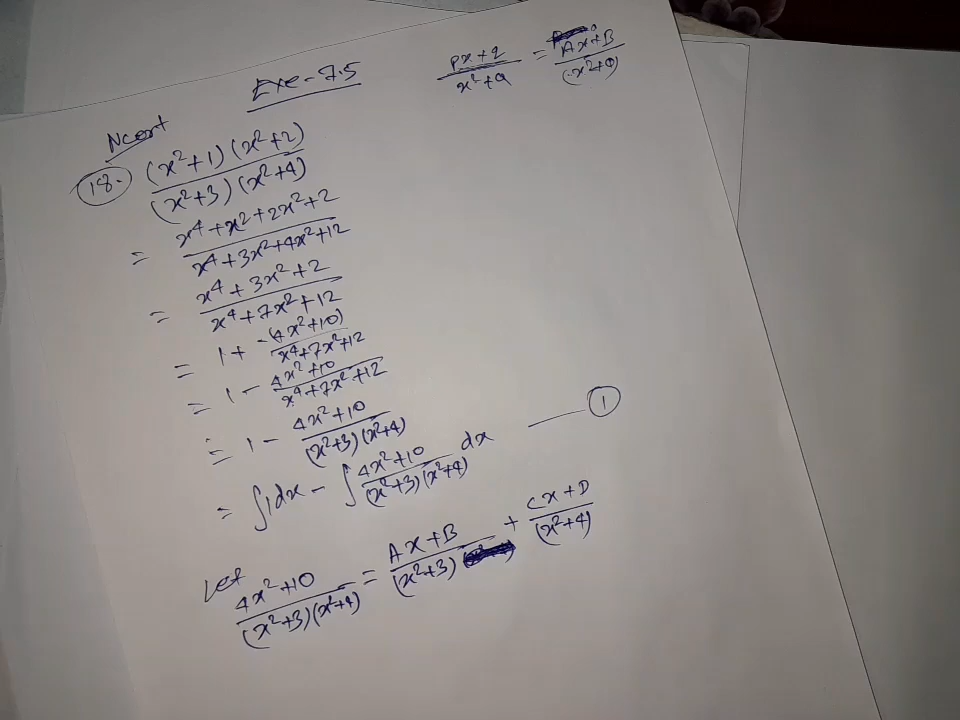 Exe-7.5
px+q/x²+a = Ax+B/(x²+a)
Ncert
18. (x²+1)(x²+2)/(x²+3)(x²+4)
= x⁴+x²+2x²+2/x⁴+3x²+4x²+12
= x⁴+3x²+2/x⁴+7x²+12
= 1+ -(4x²+10)/x⁴+7x²+12
= 1- 4x²+10/x⁴+7x²+12
= 1- 4x²+10/(x²+3)(x²+4)
= ∫1dx - ∫4x²+10/(x²+3)(x²+4) dx — 1
Let 4x²+10/(x²+3)(x²+4) = Ax+B/(x²+3) + Cx+D/(x²+4)